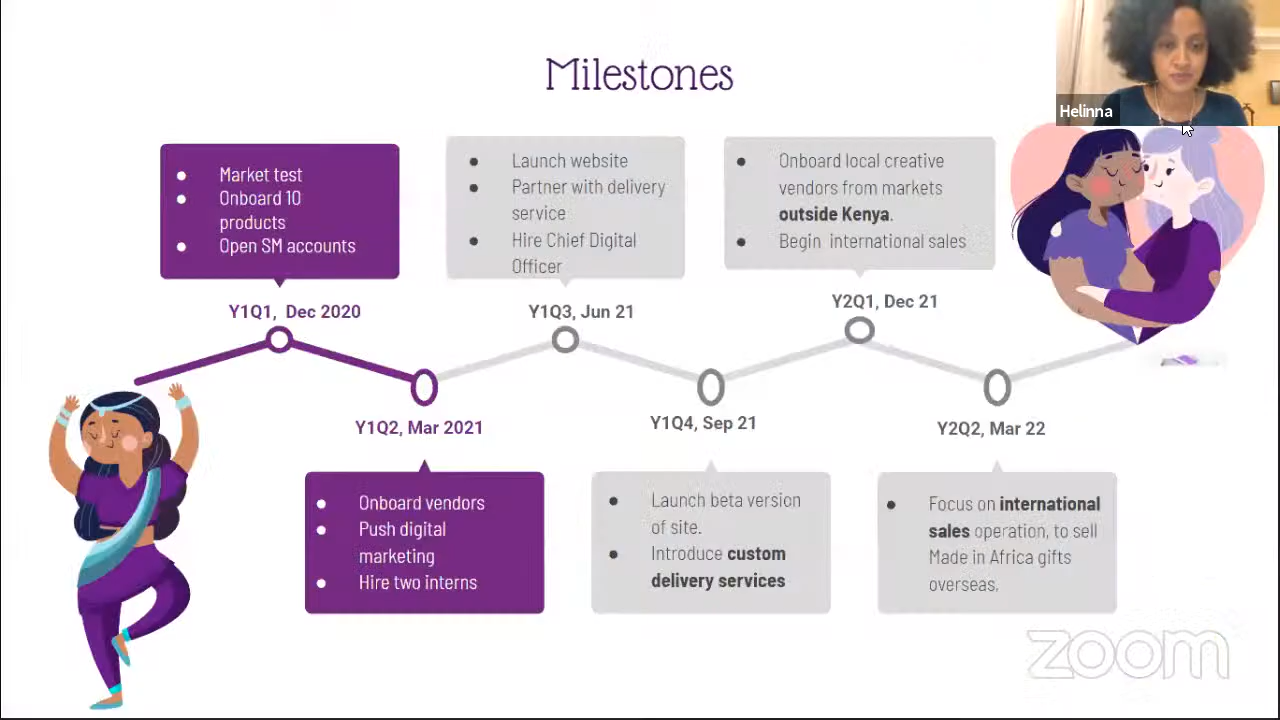 Milestones
Helinna
Market test
Onboard 10
products
Open SM accounts
Y1Q1, Dec 2020
Launch website
Partner with delivery
service
Hire Chief Digital
Officer
Y1Q3, Jun 21
Onboard local creative
vendors from markets
outside Kenya.
Begin international sales
Y2Q1, Dec 21
Y1Q2, Mar 2021
Onboard vendors
Push digital
marketing
Hire two interns
Y1Q4, Sep 21
Launch beta version
of site.
Introduce custom
delivery services
Y2Q2, Mar 22
Focus on international
sales operation, to sell
Made in Africa gifts
overseas.
zoom